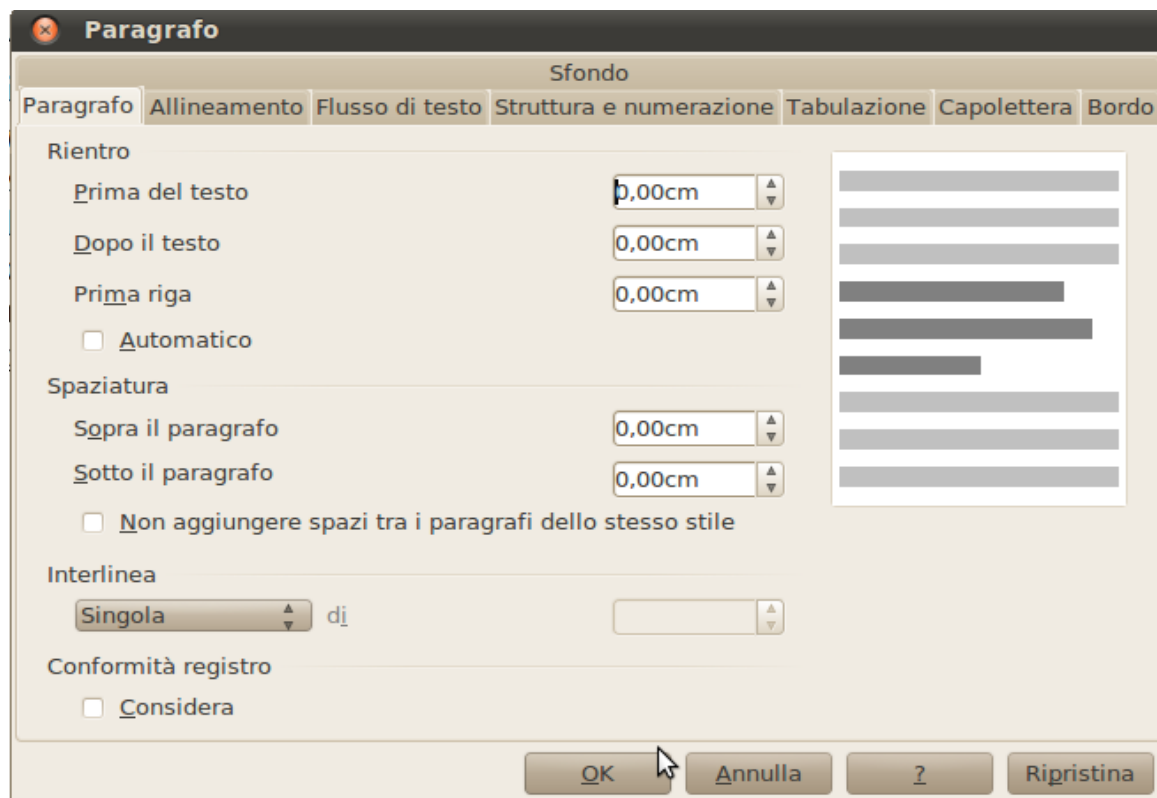 Paragrafo
Sfondo
Paragrafo Allineamento Flusso di testo Struttura e numerazione Tabulazione Capolettera Bordo
Rientro
Prima del testo 0,00cm
Dopo il testo 0,00cm
Prima riga 0,00cm
Automatico
Spaziatura
Sopra il paragrafo 0,00cm
Sotto il paragrafo 0,00cm
Non aggiungere spazi tra i paragrafi dello stesso stile
Interlinea
Singola di
Conformità registro
Considera
OK Annulla ? Ripristina